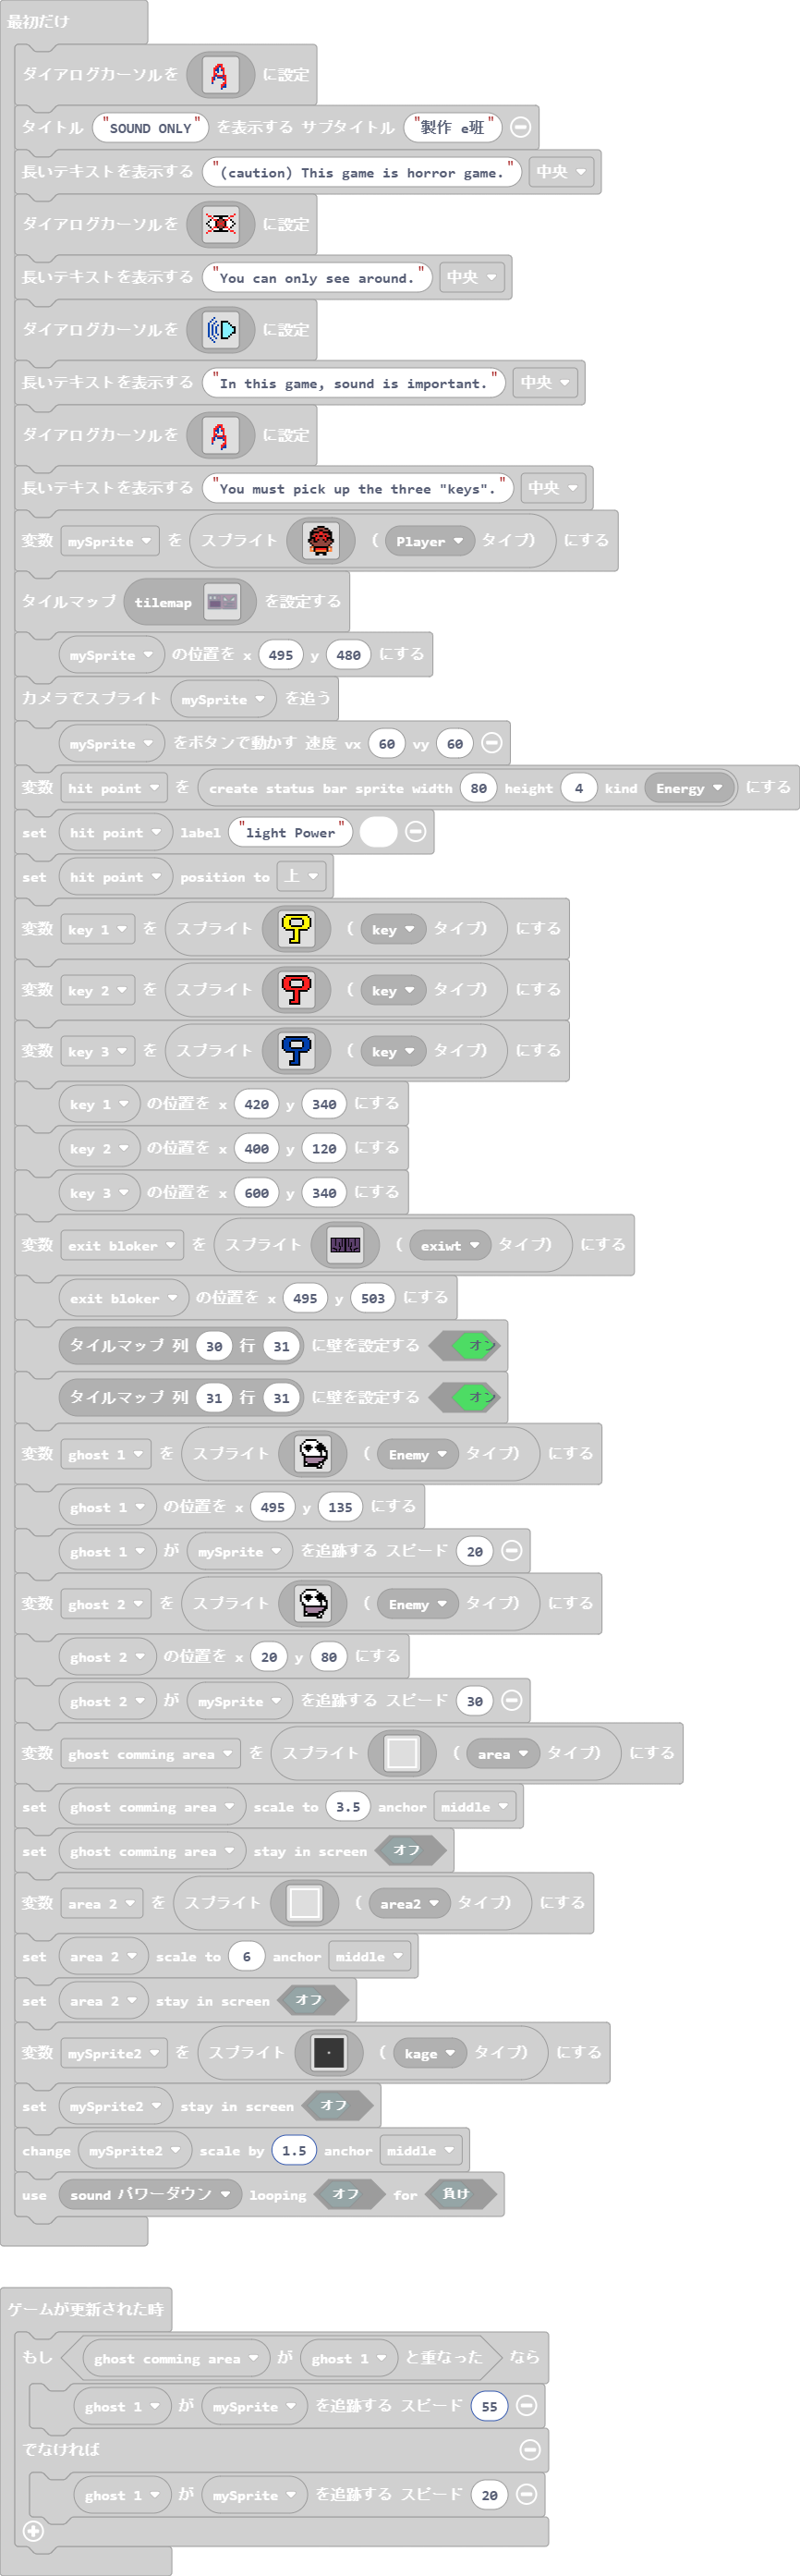 最初だけ
ダイアログカーソルを に設定
タイトル "SOUND ONLY" を表示する サブタイトル "製作 e班"
長いテキストを表示する "(caution) This game is horror game." 中央
ダイアログカーソルを に設定
長いテキストを表示する "You can only see around." 中央
ダイアログカーソルを に設定
長いテキストを表示する "In this game, sound is important." 中央
ダイアログカーソルを に設定
長いテキストを表示する "You must pick up the three "keys"." 中央
変数 mySprite を スプライト ( Player タイプ) にする
タイルマップ tilemap を設定する
mySprite の位置を x 495 y 480 にする
カメラでスプライト mySprite を追う
mySprite をボタンで動かす 速度 vx 60 vy 60
変数 hit point を create status bar sprite width 80 height 4 kind Energy にする
set hit point label "light Power"
set hit point position to 上
変数 key 1 を スプライト ( key タイプ) にする
変数 key 2 を スプライト ( key タイプ) にする
変数 key 3 を スプライト ( key タイプ) にする
key 1 の位置を x 420 y 340 にする
key 2 の位置を x 400 y 120 にする
key 3 の位置を x 600 y 340 にする
変数 exit bloker を スプライト ( exiwt タイプ) にする
exit bloker の位置を x 495 y 503 にする
タイルマップ 列 30 行 31 に壁を設定する オン
タイルマップ 列 31 行 31 に壁を設定する オン
変数 ghost 1 を スプライト ( Enemy タイプ) にする
ghost 1 の位置を x 495 y 135 にする
ghost 1 が mySprite を追跡する スピード 20
変数 ghost 2 を スプライト ( Enemy タイプ) にする
ghost 2 の位置を x 20 y 80 にする
ghost 2 が mySprite を追跡する スピード 30
変数 ghost comming area を スプライト ( area タイプ) にする
set ghost comming area scale to 3.5 anchor middle
set ghost comming area stay in screen オフ
変数 area 2 を スプライト ( area2 タイプ) にする
set area 2 scale to 6 anchor middle
set area 2 stay in screen オフ
変数 mySprite2 を スプライト ( kage タイプ) にする
set mySprite2 stay in screen オフ
change mySprite2 scale by 1.5 anchor middle
use sound パワーダウン looping オフ for 負け
ゲームが更新された時
もし ghost comming area が ghost 1 と重なった なら
ghost 1 が mySprite を追跡する スピード 55
でなければ
ghost 1 が mySprite を追跡する スピード 20